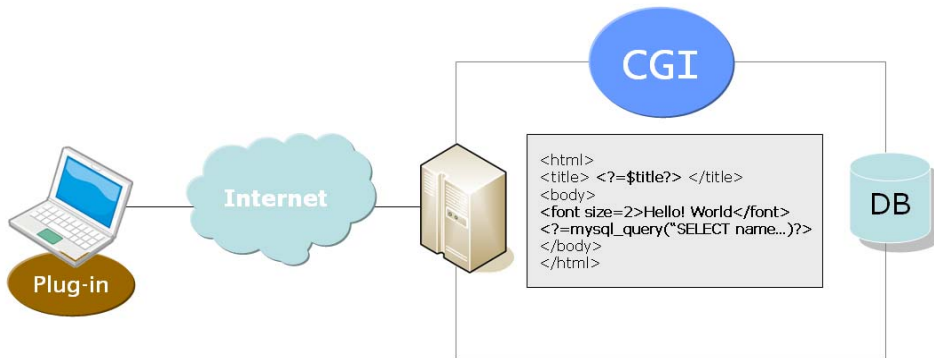 CGI
Internet
Plug-in
<html>
<title> <?=$title?> </title>
<body>
<font size=2>Hello! World</font>
<?=mysql_query(“SELECT name...)?>
</body>
</html>
DB